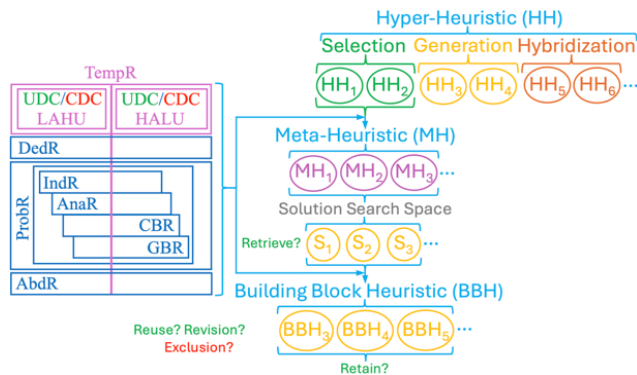 Hyper-Heuristic (HH)
Selection Generation Hybridization
HH1 HH2 HH3 HH4 HH5 HH6 ...
TempR
UDC/CDC UDC/CDC
LAHU HALU
DedR
ProbR
IndR
AnaR
CBR
GBR
AbdR
Meta-Heuristic (MH)
MH1 MH2 MH3 ...
Solution Search Space
Retrieve? S1 S2 S3 ...
Building Block Heuristic (BBH)
Reuse? Revision?
Exclusion?
BBH3 BBH4 BBH5 ...
Retain?